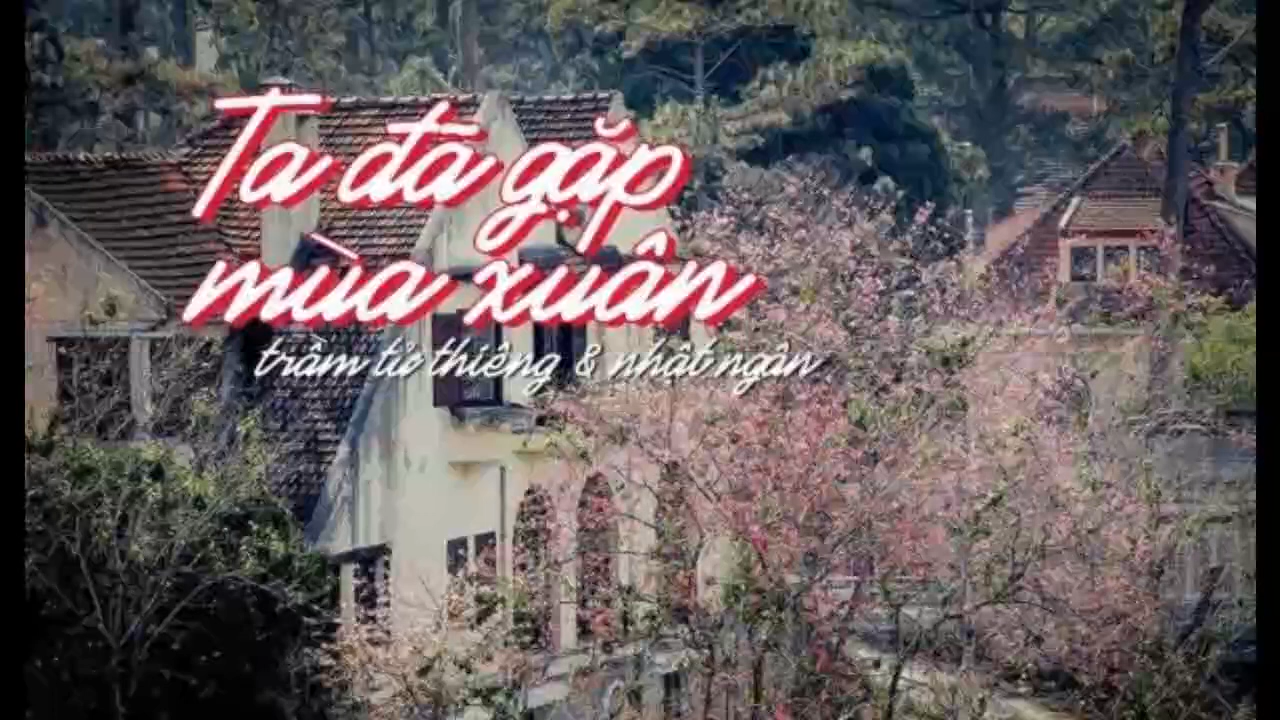 Ta đã gặp
mùa xuân
trầm tử thiêng & nhật ngân